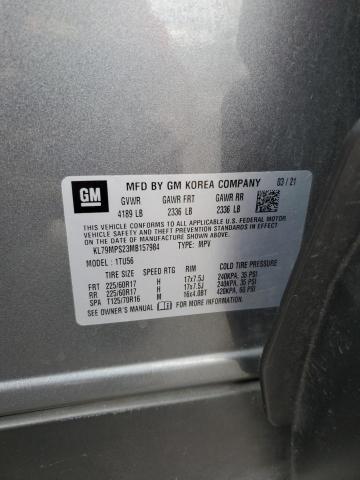 GM
MFD BY GM KOREA COMPANY 03/21
GVWR GAWR FRT GAWR RR
4189 LB 2336 LB 2336 LB
THIS VEHICLE CONFORMS TO ALL APPLICABLE U.S. FEDERAL MOTOR
VEHICLE SAFETY, BUMPER, AND THEFT PREVENTION STANDARDS IN EFFECT
ON THE DATE OF MANUFACTURE SHOWN ABOVE.
KL79MPS23MB157984 TYPE: MPV
MODEL: 1TU56
TIRE SIZE SPEED RTG RIM COLD TIRE PRESSURE
FRT 225/60R17 H 17x7.5J 240KPA, 35 PSI
RR 225/60R17 H 17x7.5J 240KPA, 35 PSI
SPA T125/70R16 M 16x4.0BT 420KPA, 60 PSI
SEE OWNER'S MANUAL FOR ADDITIONAL INFORMATION.